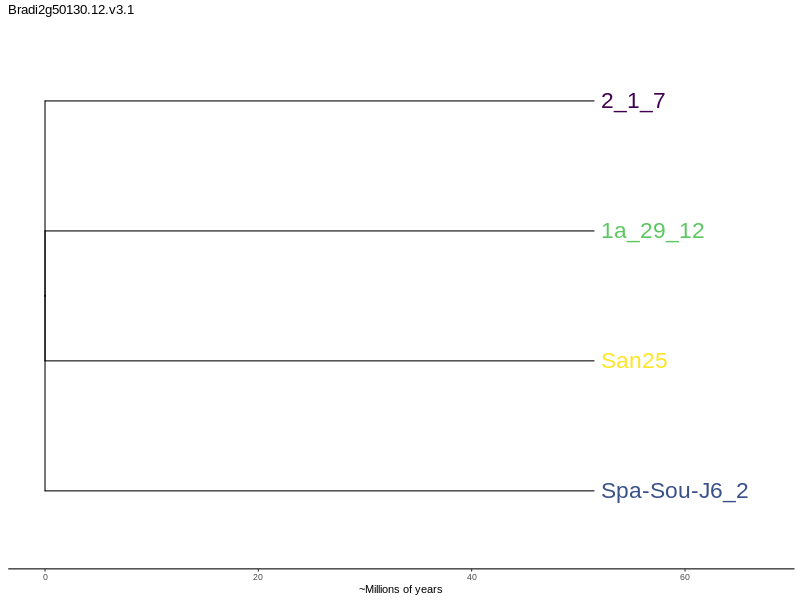 Bradi2g50130.12.v3.1
2_1_7
1a_29_12
San25
Spa-Sou-J6_2
0 20 40 60
~Millions of years